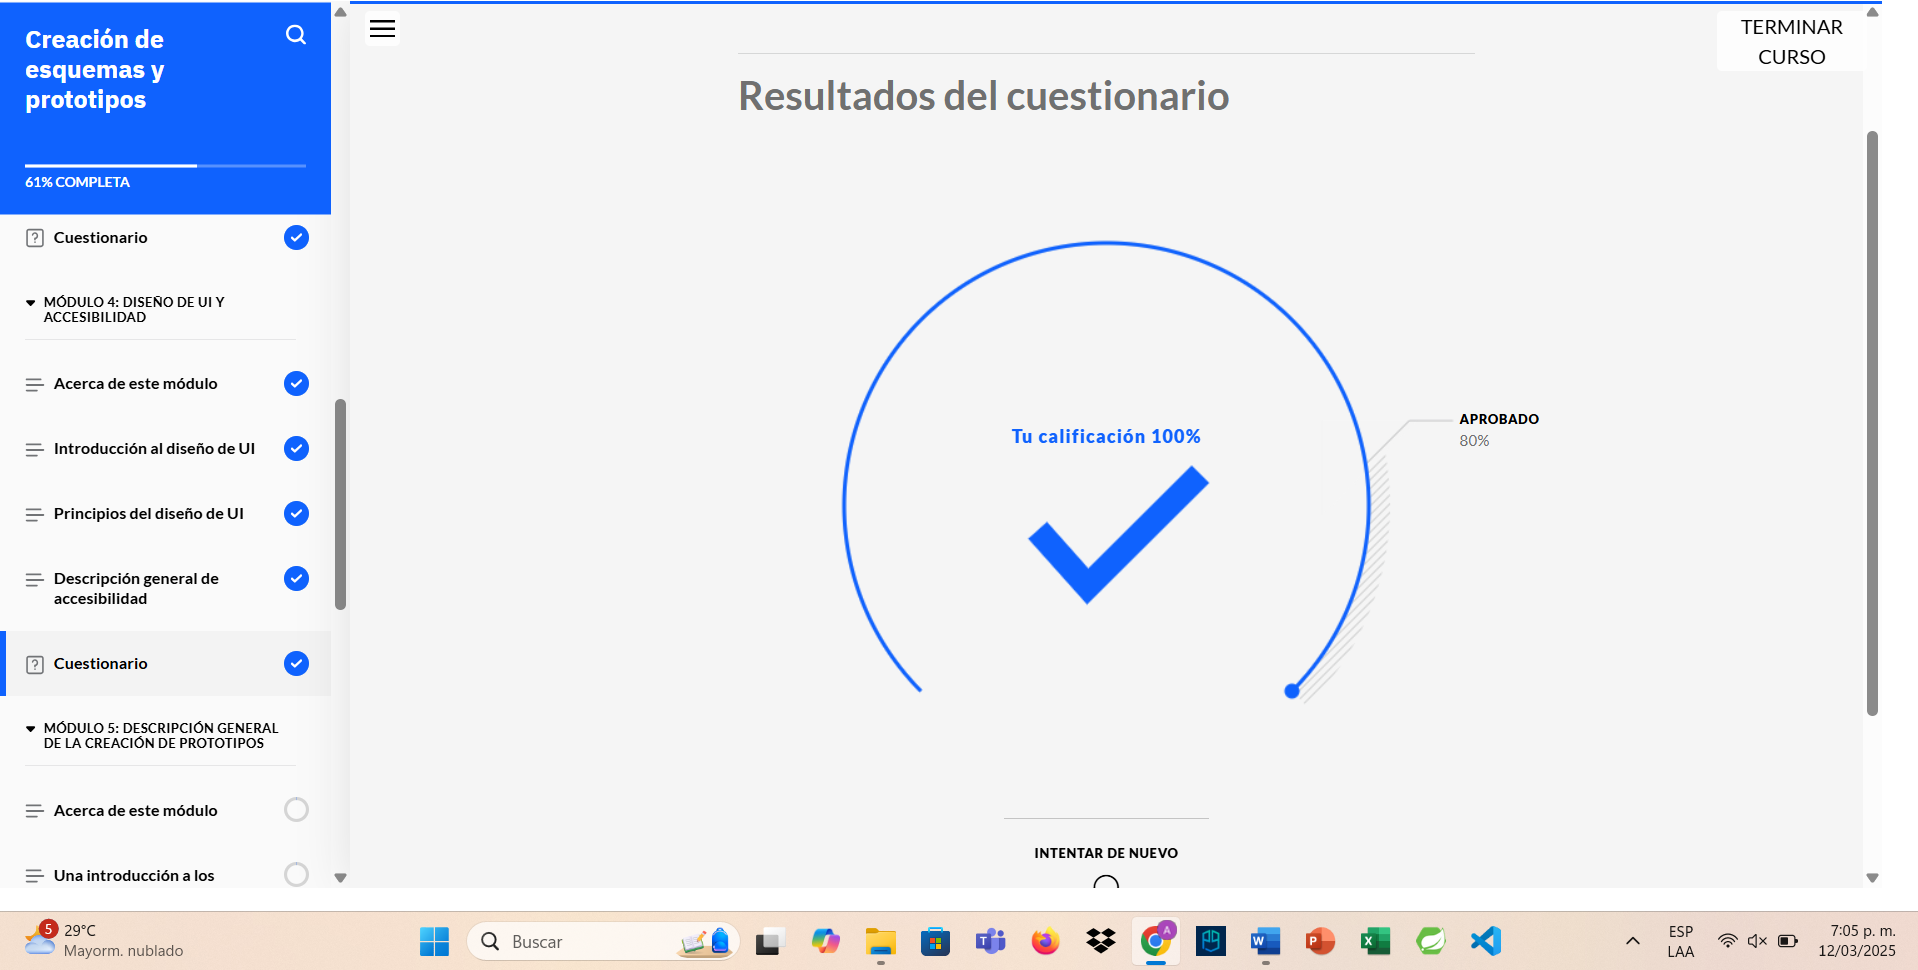 Creación de
esquemas y
prototipos
61% COMPLETA
Cuestionario
MÓDULO 4: DISEÑO DE UI Y
ACCESIBILIDAD
Acerca de este módulo
Introducción al diseño de UI
Principios del diseño de UI
Descripción general de
accesibilidad
Cuestionario
MÓDULO 5: DESCRIPCIÓN GENERAL
DE LA CREACIÓN DE PROTOTIPOS
Acerca de este módulo
Una introducción a los
TERMINAR
CURSO
Resultados del cuestionario
Tu calificación 100%
APROBADO
80%
INTENTAR DE NUEVO
5
29°C
Mayorm. nublado
Buscar
A
ESP
LAA
7:05 p. m.
12/03/2025